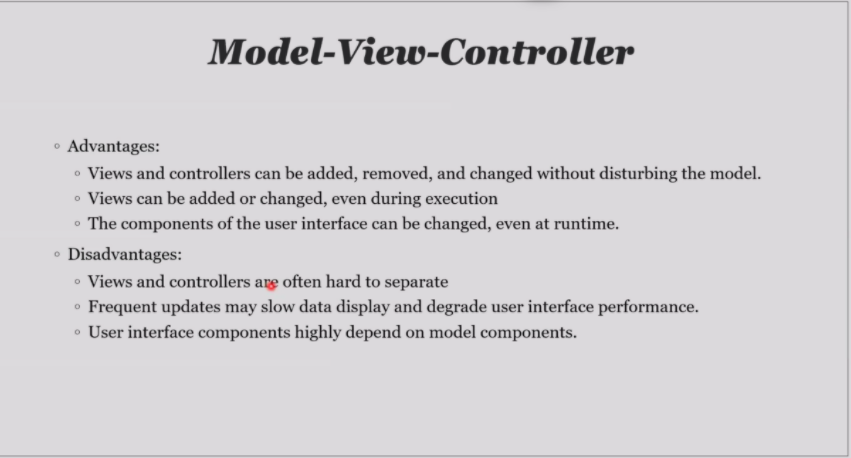 Model-View-Controller
Advantages:
Views and controllers can be added, removed, and changed without disturbing the model.
Views can be added or changed, even during execution
The components of the user interface can be changed, even at runtime.
Disadvantages:
Views and controllers are often hard to separate
Frequent updates may slow data display and degrade user interface performance.
User interface components highly depend on model components.